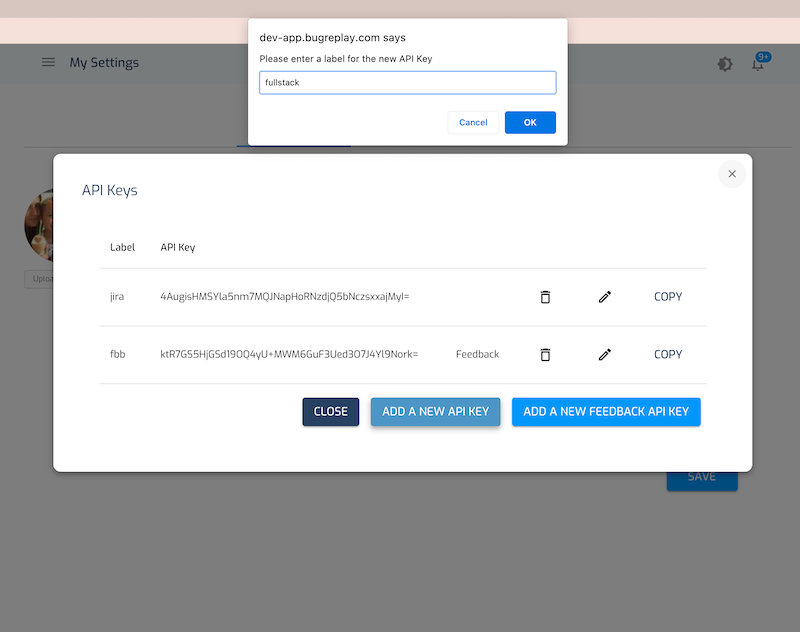 dev-app.bugreplay.com says
Please enter a label for the new API Key
fullstack
Cancel OK
My Settings
9+
API Keys
Label API Key
jira 4AugisHMSYla5nm7MQJNapHoRNzdjQ5bNczsxxajMyI= COPY
fbb ktR7GS5HjGSd19OQ4yU+MWM6GuF3Ued3O7J4Yl9Nork= Feedback COPY
CLOSE ADD A NEW API KEY ADD A NEW FEEDBACK API KEY
SAVE